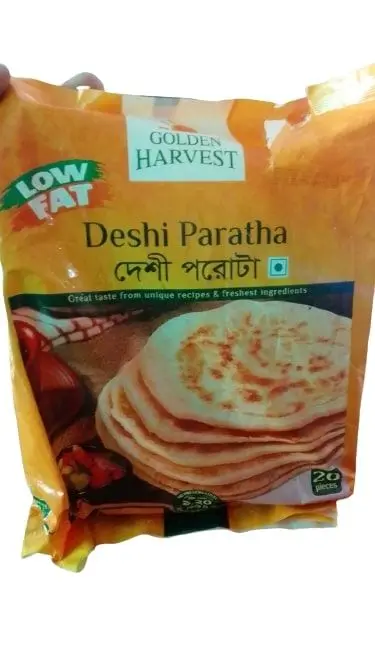 GOLDEN
HARVEST
LOW
FAT
Deshi Paratha
দেশী পরোটা
Great taste from unique recipes & freshest ingredients
20
pieces